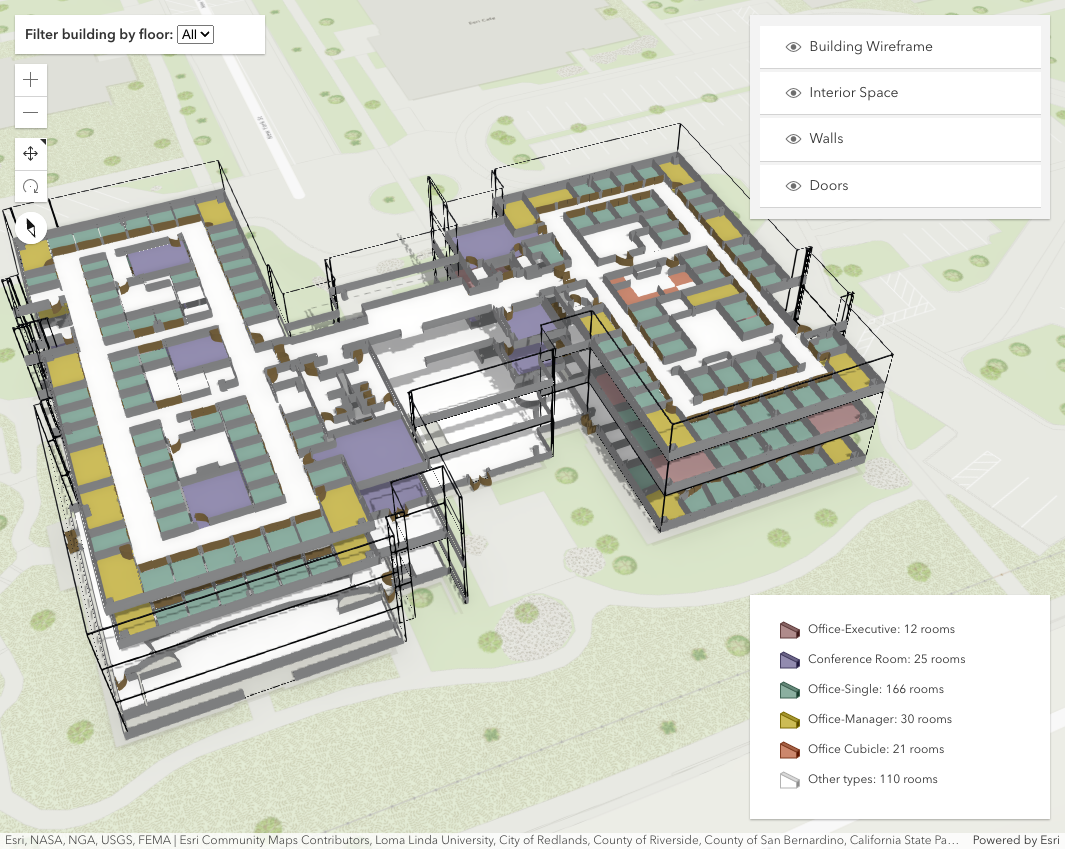 Filter building by floor: All
Building Wireframe
Interior Space
Walls
Doors
Office-Executive: 12 rooms
Conference Room: 25 rooms
Office-Single: 166 rooms
Office-Manager: 30 rooms
Office Cubicle: 21 rooms
Other types: 110 rooms
Esri, NASA, NGA, USGS, FEMA | Esri Community Maps Contributors, Loma Linda University, City of Redlands, County of Riverside, County of San Bernardino, California State Pa… Powered by Esri